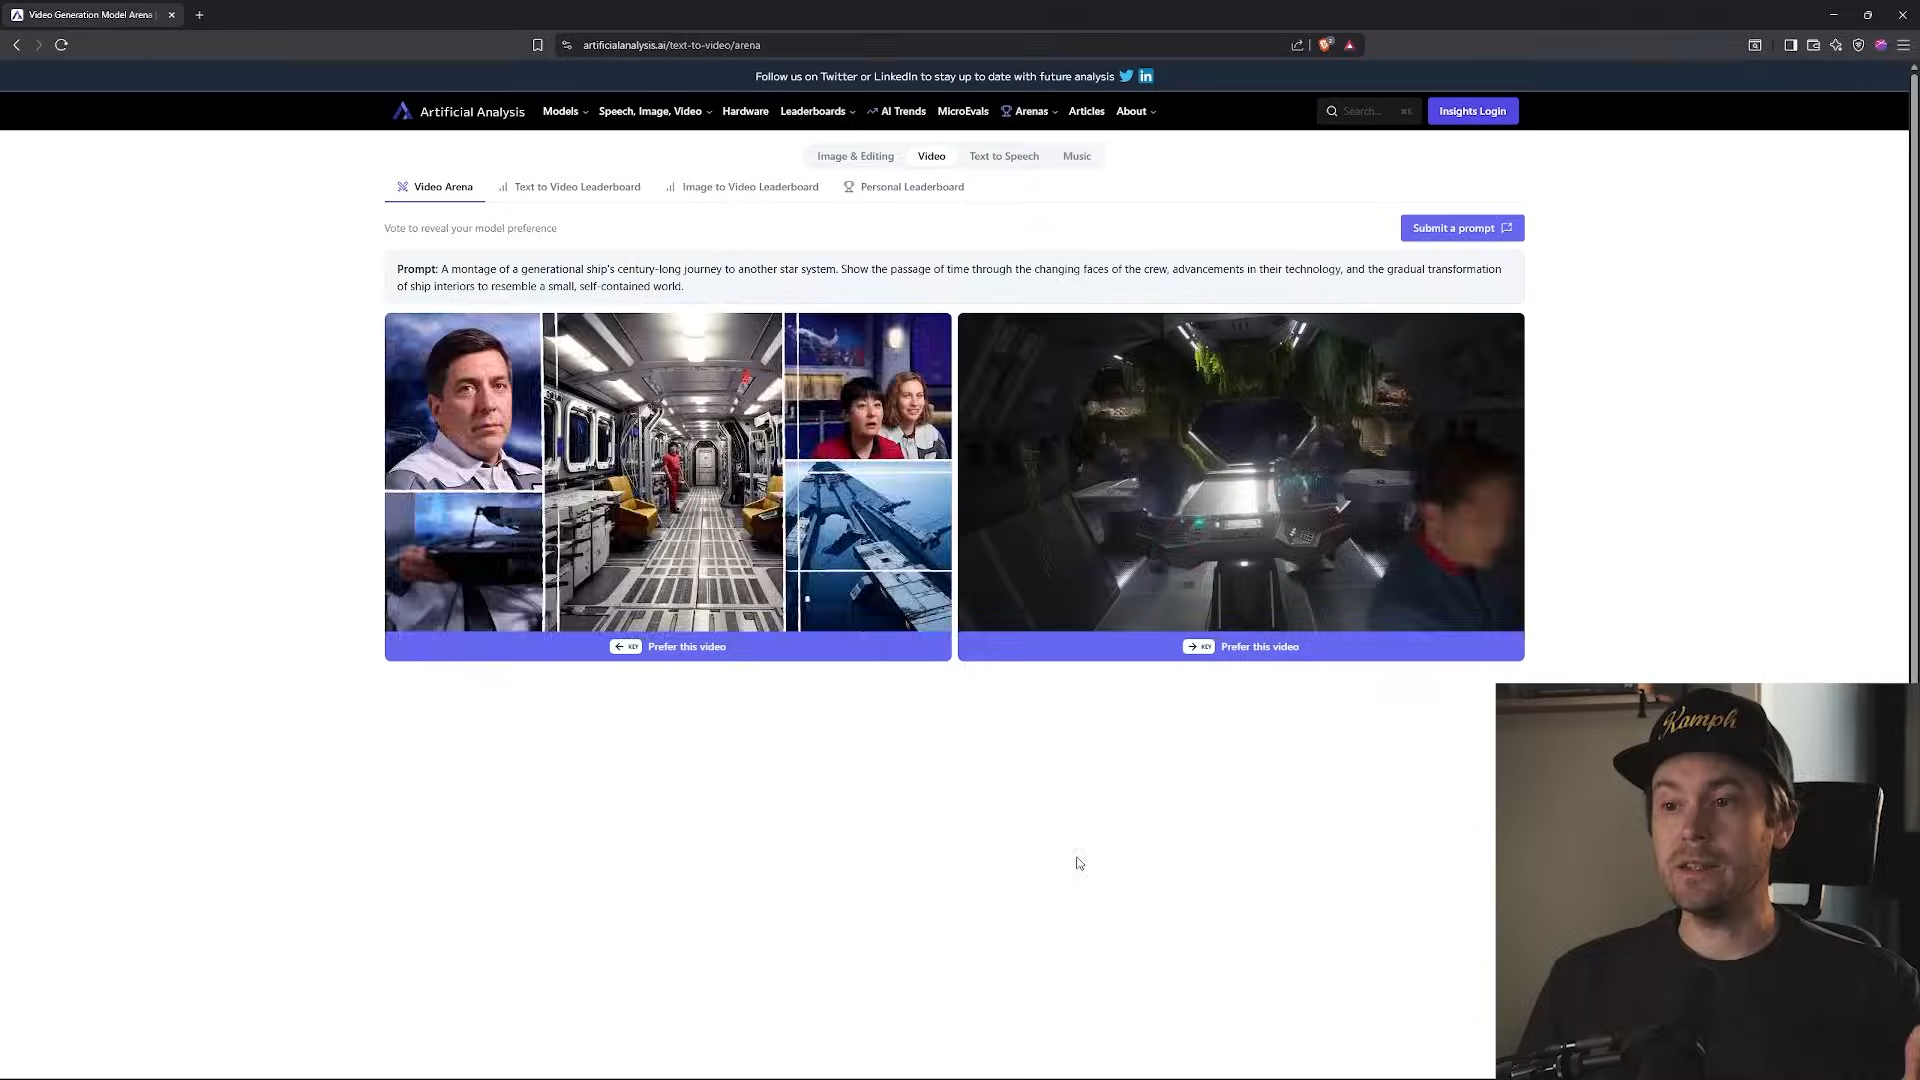 Video Generation Model Arena
artificialanalysis.ai/text-to-video/arena
2
Follow us on Twitter or LinkedIn to stay up to date with future analysis
Artificial Analysis
Models
Speech, Image, Video
Hardware
Leaderboards
AI Trends
MicroEvals
Arenas
Articles
About
Search...
⌘K
Insights Login
Image & Editing
Video
Text to Speech
Music
Video Arena
Text to Video Leaderboard
Image to Video Leaderboard
Personal Leaderboard
Vote to reveal your model preference
Submit a prompt
Prompt: A montage of a generational ship's century-long journey to another star system. Show the passage of time through the changing faces of the crew, advancements in their technology, and the gradual transformation
of ship interiors to resemble a small, self-contained world.
← KEY Prefer this video
→ KEY Prefer this video
Kamph